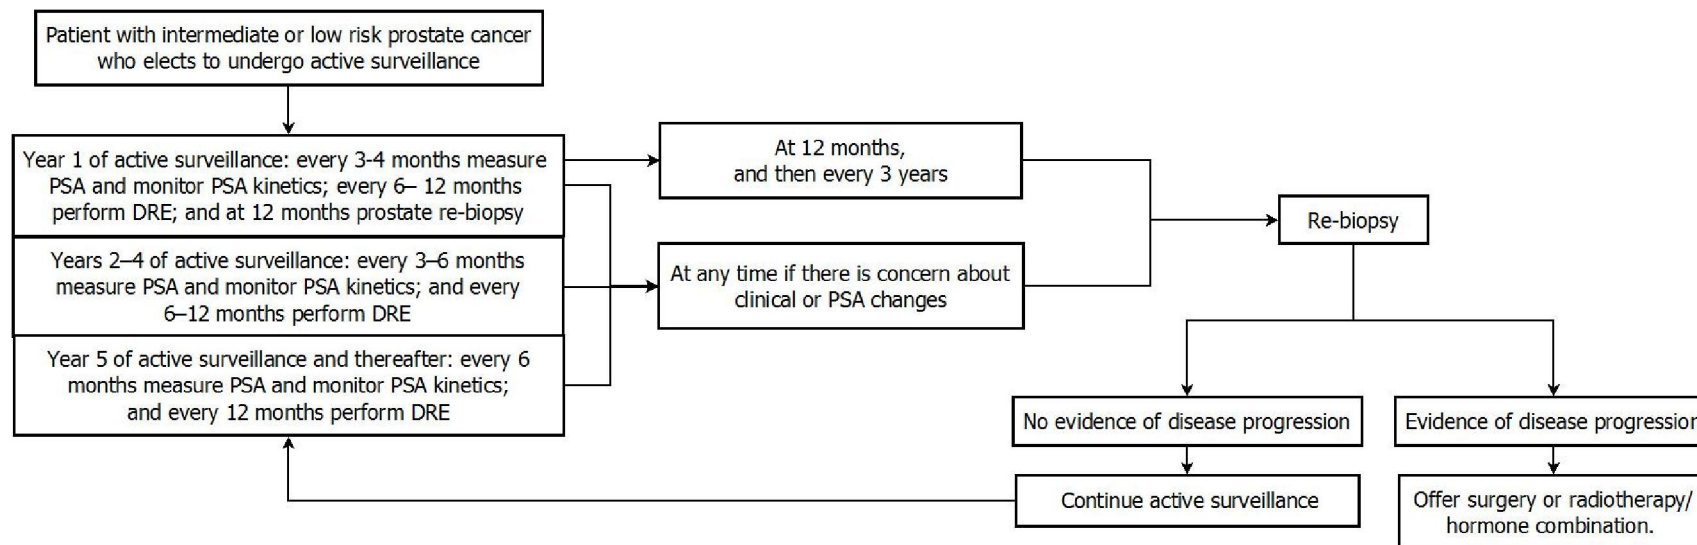 Patient with intermediate or low risk prostate cancer
who elects to undergo active surveillance
Year 1 of active surveillance: every 3-4 months measure
PSA and monitor PSA kinetics; every 6– 12 months
perform DRE; and at 12 months prostate re-biopsy
Years 2–4 of active surveillance: every 3–6 months
measure PSA and monitor PSA kinetics; and every
6–12 months perform DRE
Year 5 of active surveillance and thereafter: every 6
months measure PSA and monitor PSA kinetics;
and every 12 months perform DRE
At 12 months,
and then every 3 years
At any time if there is concern about
clinical or PSA changes
Re-biopsy
No evidence of disease progression
Evidence of disease progression
Continue active surveillance
Offer surgery or radiotherapy/
hormone combination.